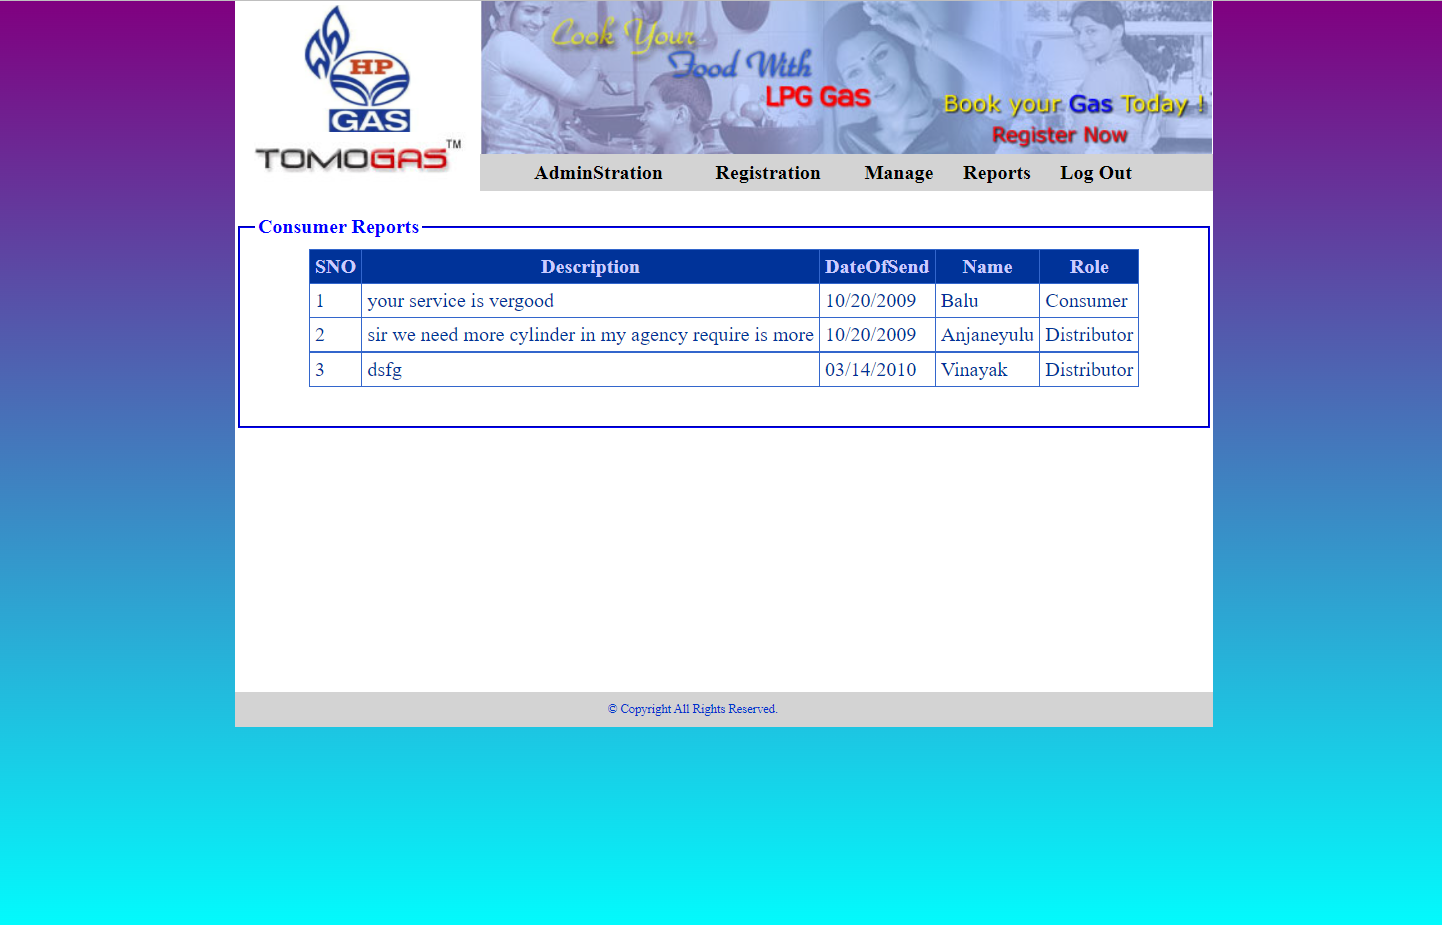 HP
GAS
TOMOGAS™
Cook Your
Food With
LPG Gas
Book your Gas Today !
Register Now
AdminStration Registration Manage Reports Log Out
Consumer Reports
SNO Description DateOfSend Name Role
1 your service is vergood 10/20/2009 Balu Consumer
2 sir we need more cylinder in my agency require is more 10/20/2009 Anjaneyulu Distributor
3 dsfg 03/14/2010 Vinayak Distributor
© Copyright All Rights Reserved.